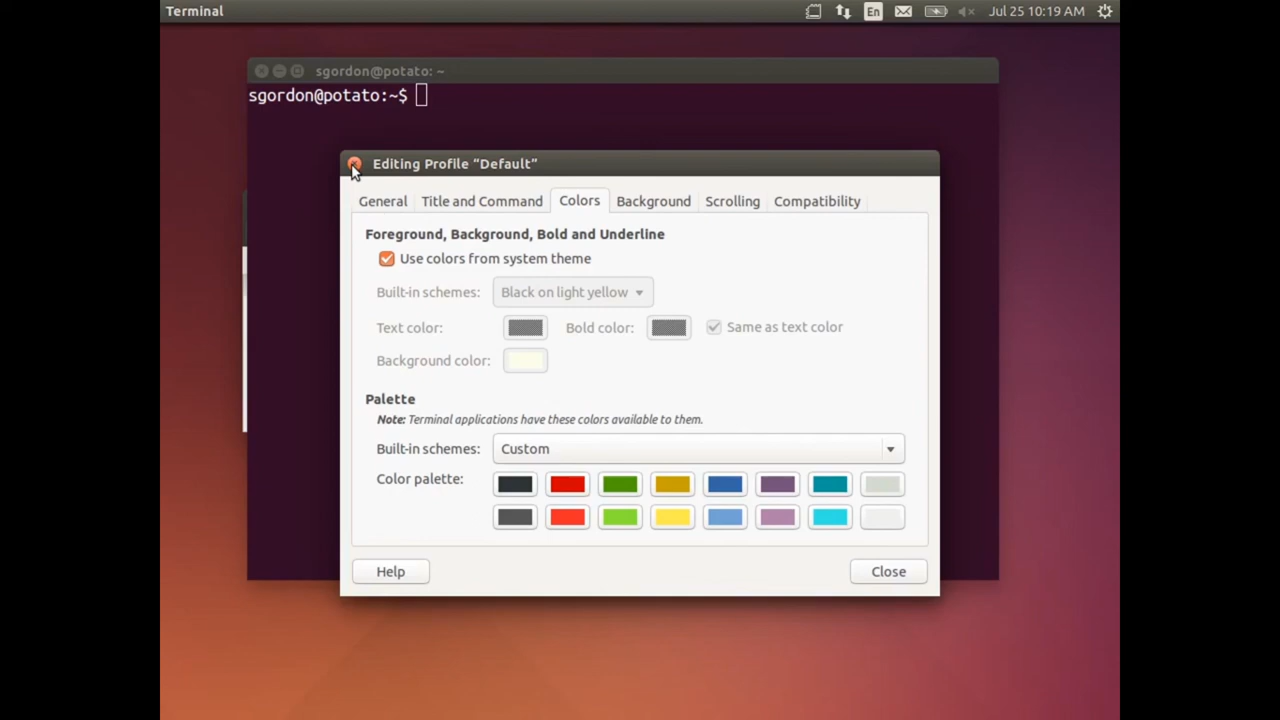 Terminal
En
Jul 25 10:19 AM
sgordon@potato: ~
sgordon@potato:~$
Editing Profile “Default”
General Title and Command Colors Background Scrolling Compatibility
Foreground, Background, Bold and Underline
Use colors from system theme
Built-in schemes: Black on light yellow
Text color: Bold color: Same as text color
Background color:
Palette
Note: Terminal applications have these colors available to them.
Built-in schemes: Custom
Color palette:
Help Close